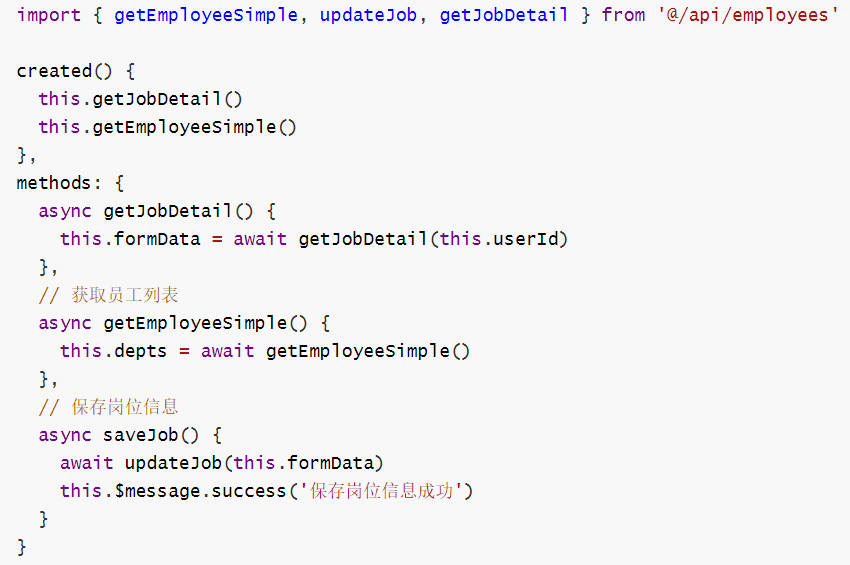 import { getEmployeeSimple, updateJob, getJobDetail } from '@/api/employees'
created() {
this.getJobDetail()
this.getEmployeeSimple()
},
methods: {
async getJobDetail() {
this.formData = await getJobDetail(this.userId)
},
// 获取员工列表
async getEmployeeSimple() {
this.depts = await getEmployeeSimple()
},
// 保存岗位信息
async saveJob() {
await updateJob(this.formData)
this.$message.success('保存岗位信息成功')
}
}